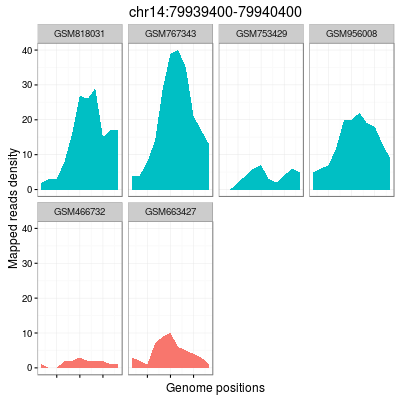 chr14:79939400-79940400
GSM818031 GSM767343 GSM753429 GSM956008
40
30
20
10
0
Mapped reads density
GSM466732 GSM663427
40
30
20
10
0
Genome positions